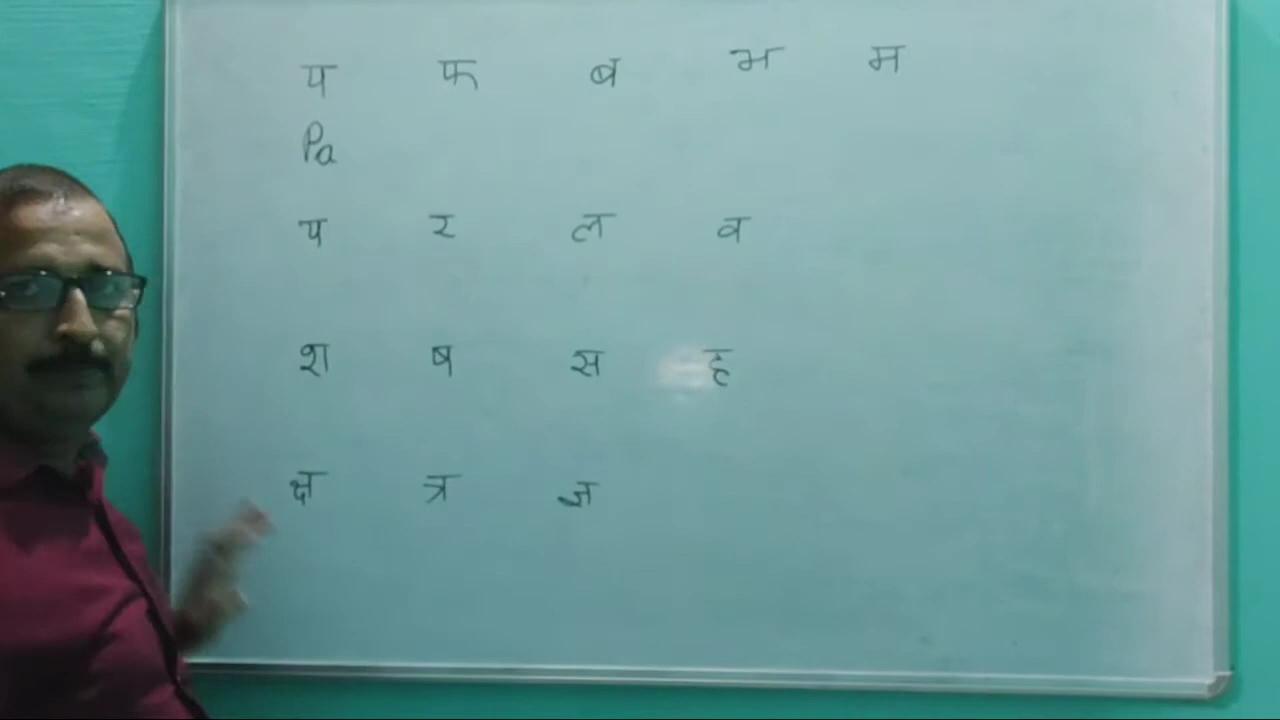 प फ ब भ म
Pa
य र ल व
श ष स ह
क्ष त्र ज्ञ